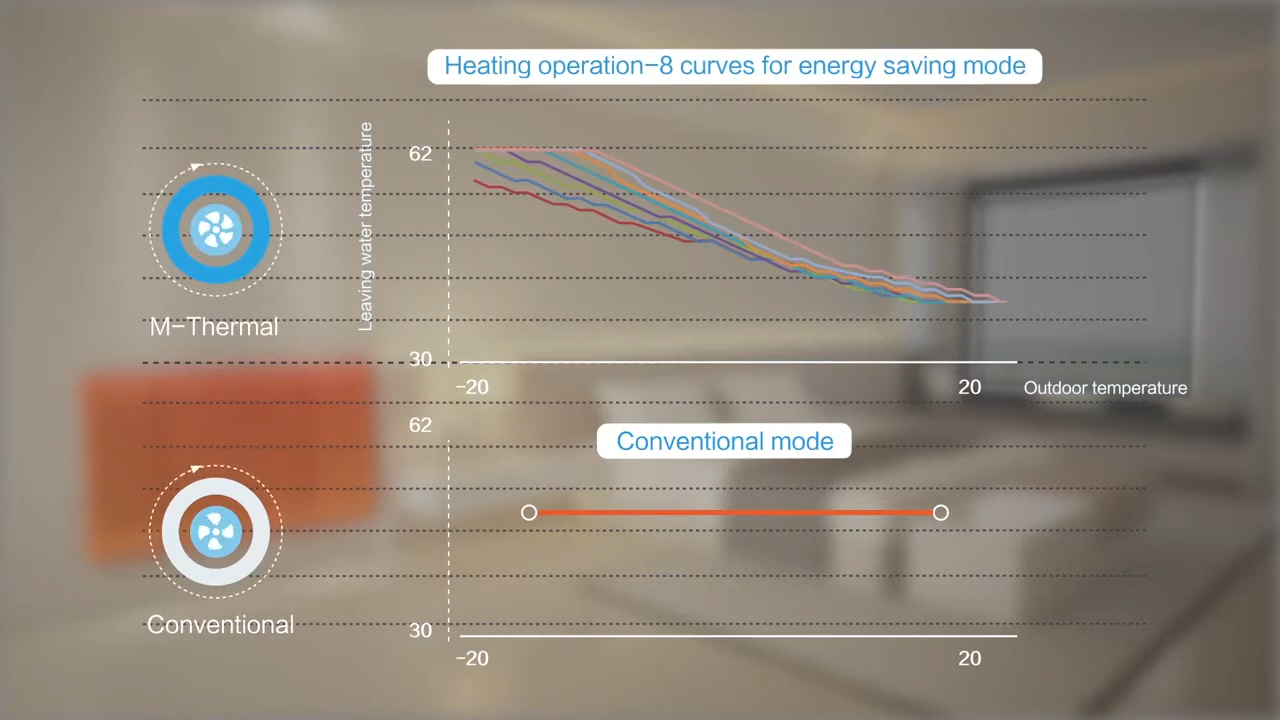 Heating operation−8 curves for energy saving mode
Leaving water temperature
62
30
−20
20
Outdoor temperature
M−Thermal
62
Conventional mode
30
−20
20
Conventional